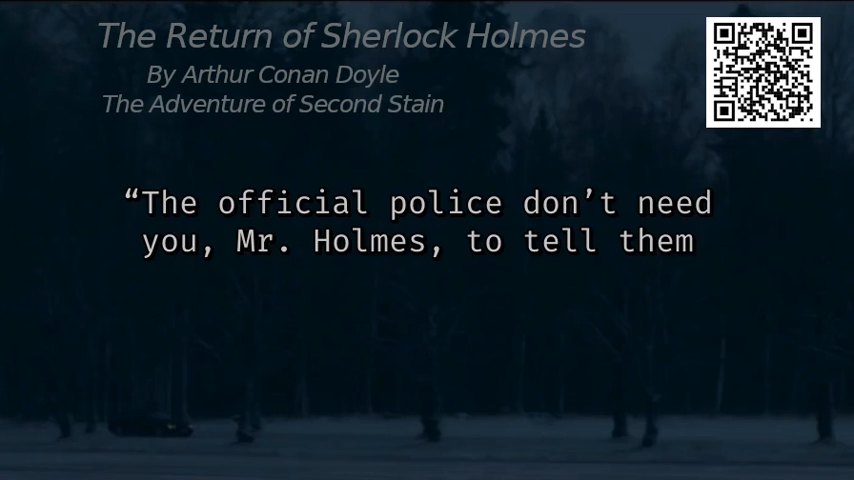 The Return of Sherlock Holmes
By Arthur Conan Doyle
The Adventure of Second Stain
“The official police don’t need
you, Mr. Holmes, to tell them